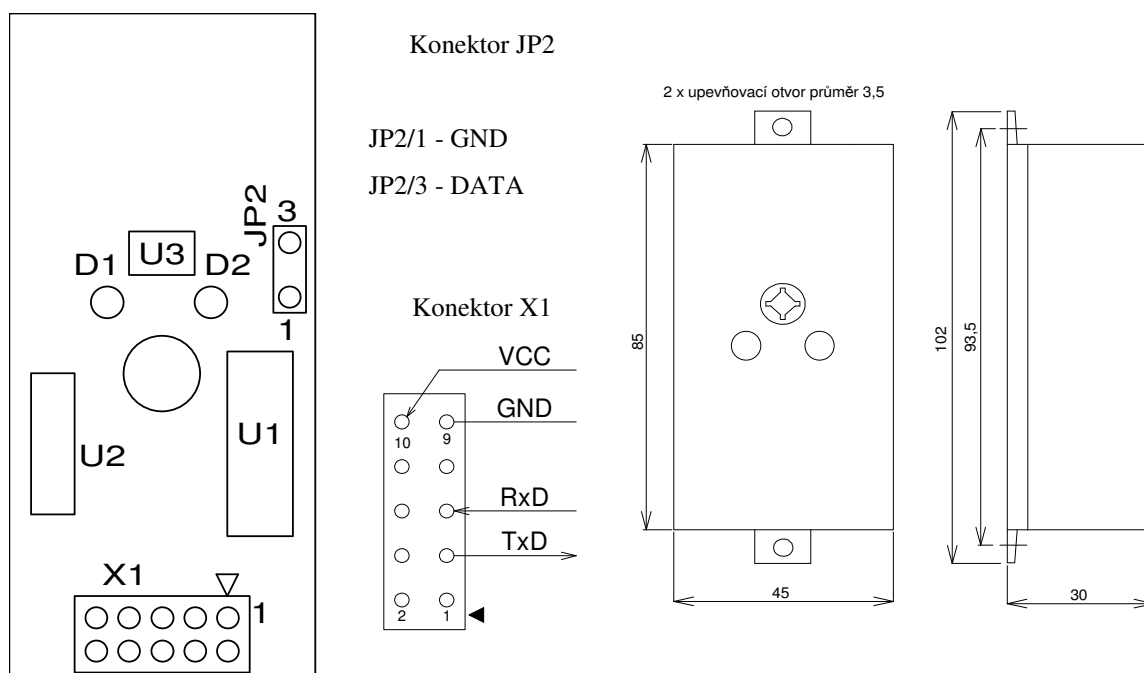 Konektor JP2
JP2/1 - GND
JP2/3 - DATA
JP2
3
U3
D1
D2
1
U1
U2
X1
1
Konektor X1
VCC
GND
10
9
RxD
TxD
2
1
2 x upevňovací otvor průměr 3,5
85
45
102
93,5
30